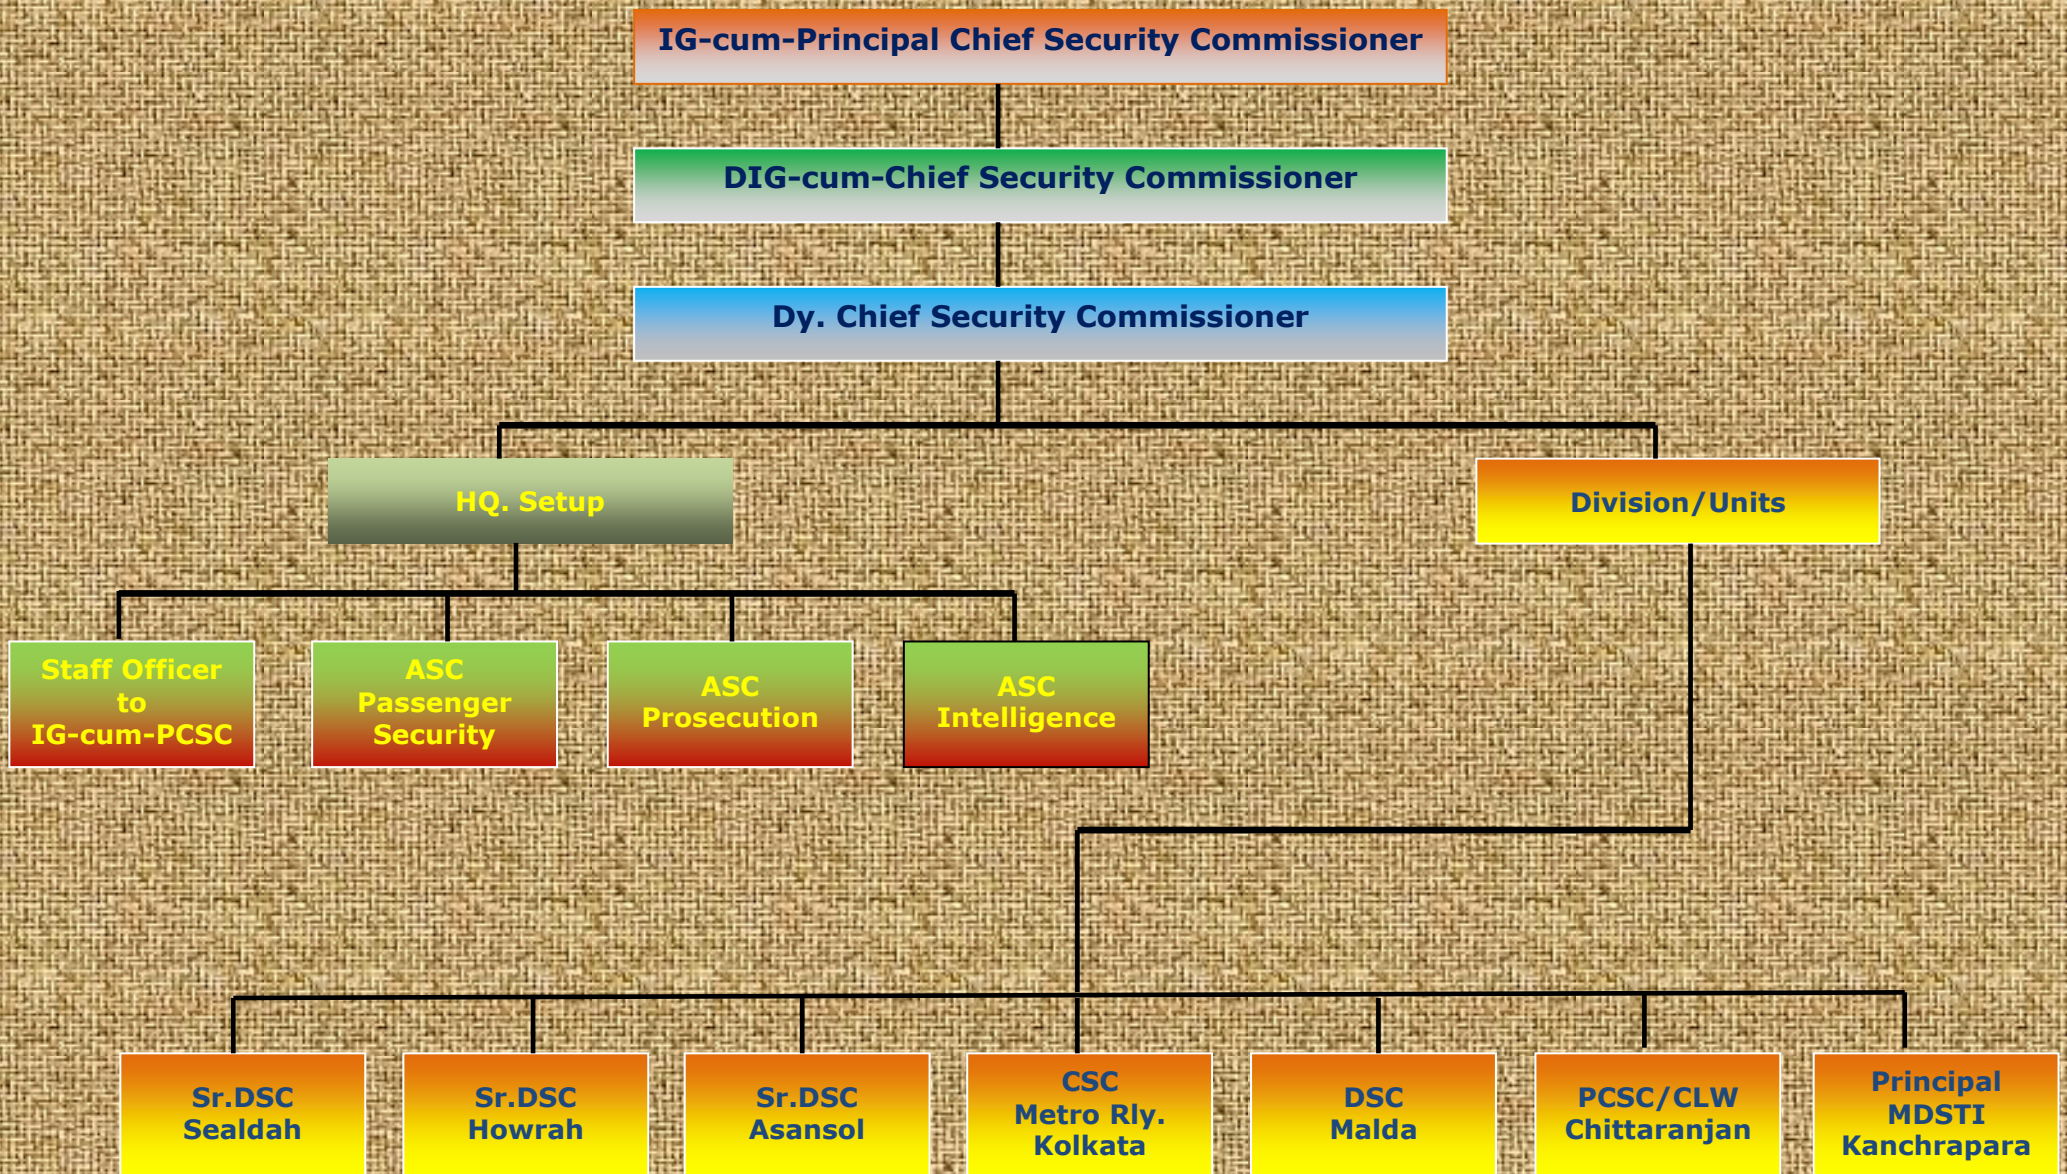 IG-cum-Principal Chief Security Commissioner
DIG-cum-Chief Security Commissioner
Dy. Chief Security Commissioner
HQ. Setup
Division/Units
Staff Officer
to
IG-cum-PCSC
ASC
Passenger
Security
ASC
Prosecution
ASC
Intelligence
Sr.DSC
Sealdah
Sr.DSC
Howrah
Sr.DSC
Asansol
CSC
Metro Rly.
Kolkata
DSC
Malda
PCSC/CLW
Chittaranjan
Principal
MDSTI
Kanchrapara